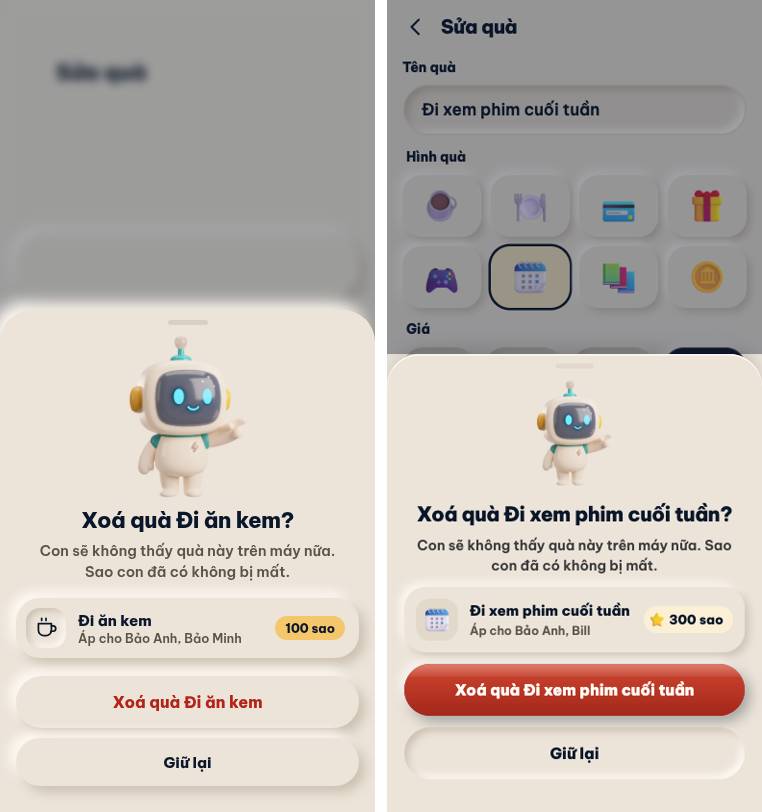 Sửa quà
Xoá quà Đi ăn kem?
Con sẽ không thấy quà này trên máy nữa.
Sao con đã có không bị mất.
Đi ăn kem
Áp cho Bảo Anh, Bảo Minh
100 sao
Xoá quà Đi ăn kem
Giữ lại
Sửa quà
Tên quà
Đi xem phim cuối tuần
Hình quà
Giá
Xoá quà Đi xem phim cuối tuần?
Con sẽ không thấy quà này trên máy nữa. Sao
con đã có không bị mất.
Đi xem phim cuối tuần
Áp cho Bảo Anh, Bill
300 sao
Xoá quà Đi xem phim cuối tuần
Giữ lại